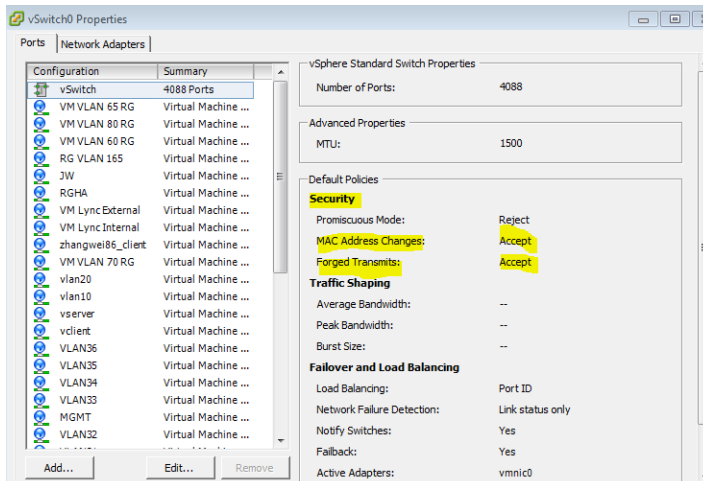 vSwitch0 Properties
Ports Network Adapters
Configuration Summary
vSwitch 4088 Ports
VM VLAN 65 RG Virtual Machine ...
VM VLAN 80 RG Virtual Machine ...
VM VLAN 60 RG Virtual Machine ...
RG VLAN 165 Virtual Machine ...
JW Virtual Machine ...
RGHA Virtual Machine ...
VM Lync External Virtual Machine ...
VM Lync Internal Virtual Machine ...
zhangwei86_client Virtual Machine ...
VM VLAN 70 RG Virtual Machine ...
vlan20 Virtual Machine ...
vlan10 Virtual Machine ...
vserver Virtual Machine ...
vclient Virtual Machine ...
VLAN36 Virtual Machine ...
VLAN35 Virtual Machine ...
VLAN34 Virtual Machine ...
VLAN33 Virtual Machine ...
MGMT Virtual Machine ...
VLAN32 Virtual Machine ...
Add... Edit... Remove
vSphere Standard Switch Properties
Number of Ports: 4088
Advanced Properties
MTU: 1500
Default Policies
Security
Promiscuous Mode: Reject
MAC Address Changes: Accept
Forged Transmits: Accept
Traffic Shaping
Average Bandwidth: --
Peak Bandwidth: --
Burst Size: --
Failover and Load Balancing
Load Balancing: Port ID
Network Failure Detection: Link status only
Notify Switches: Yes
Failback: Yes
Active Adapters: vmnic0